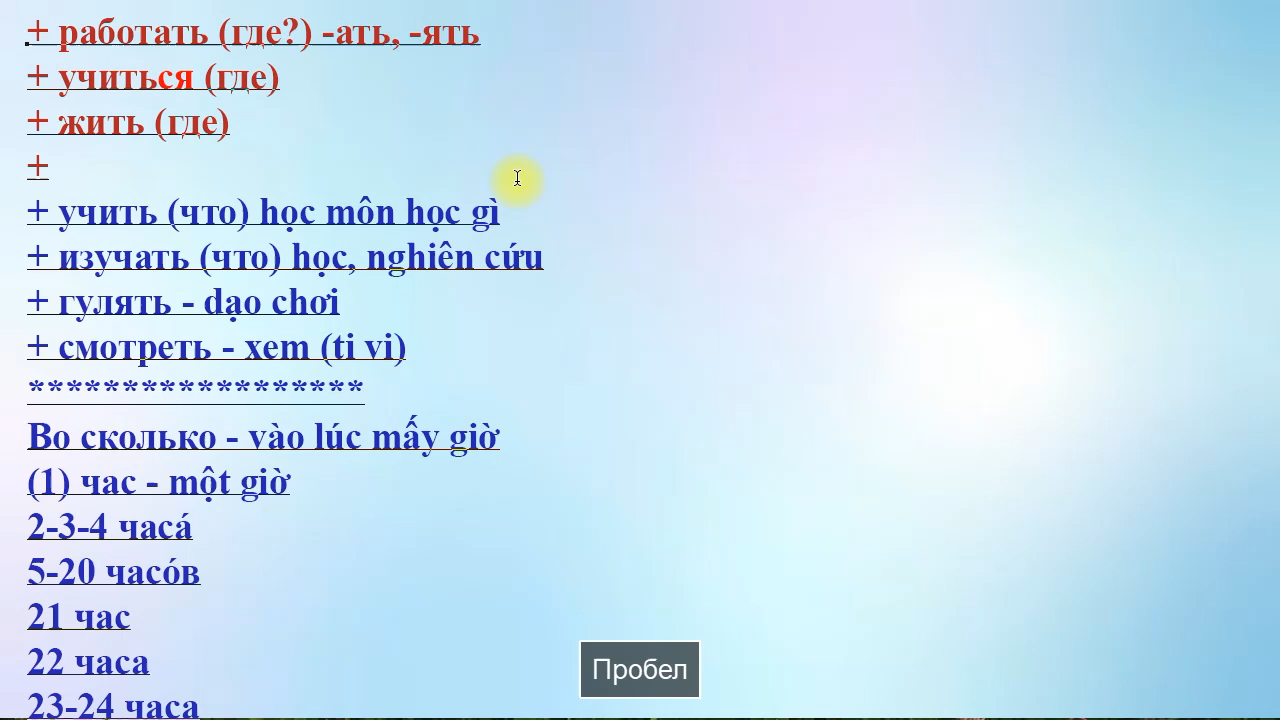 + работать (где?) -ать, -ять
+ учиться (где)
+ жить (где)
+
+ учить (что) học môn học gì
+ изучать (что) học, nghiên cứu
+ гулять - dạo chơi
+ смотреть - xem (ti vi)
******************
Во сколько - vào lúc mấy giờ
(1) час - một giờ
2-3-4 часá
5-20 часóв
21 час
22 часа
23-24 часа
Пробел